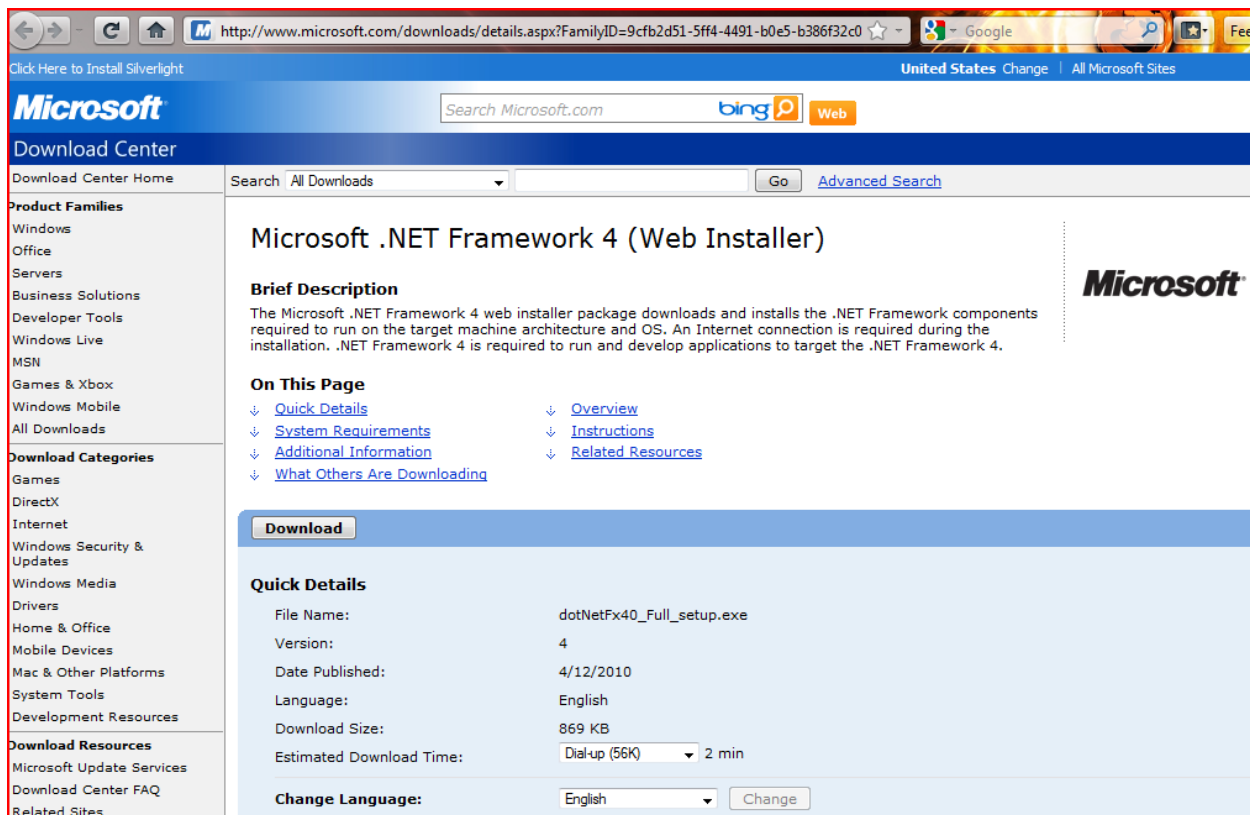 http://www.microsoft.com/downloads/details.aspx?FamilyID=9cfb2d51-5ff4-4491-b0e5-b386f32c0
Google
Fee
Click Here to Install Silverlight
United States Change | All Microsoft Sites
Microsoft
Search Microsoft.com
bing
Web
Download Center
Download Center Home
Product Families
Windows
Office
Servers
Business Solutions
Developer Tools
Windows Live
MSN
Games & Xbox
Windows Mobile
All Downloads
Download Categories
Games
DirectX
Internet
Windows Security &
Updates
Windows Media
Drivers
Home & Office
Mobile Devices
Mac & Other Platforms
System Tools
Development Resources
Download Resources
Microsoft Update Services
Download Center FAQ
Related Sites
Search All Downloads Go Advanced Search
Microsoft .NET Framework 4 (Web Installer)
Microsoft
Brief Description
The Microsoft .NET Framework 4 web installer package downloads and installs the .NET Framework components
required to run on the target machine architecture and OS. An Internet connection is required during the
installation. .NET Framework 4 is required to run and develop applications to target the .NET Framework 4.
On This Page
Quick Details
System Requirements
Additional Information
What Others Are Downloading
Overview
Instructions
Related Resources
Download
Quick Details
File Name: dotNetFx40_Full_setup.exe
Version: 4
Date Published: 4/12/2010
Language: English
Download Size: 869 KB
Estimated Download Time: Dial-up (56K) 2 min
Change Language: English Change